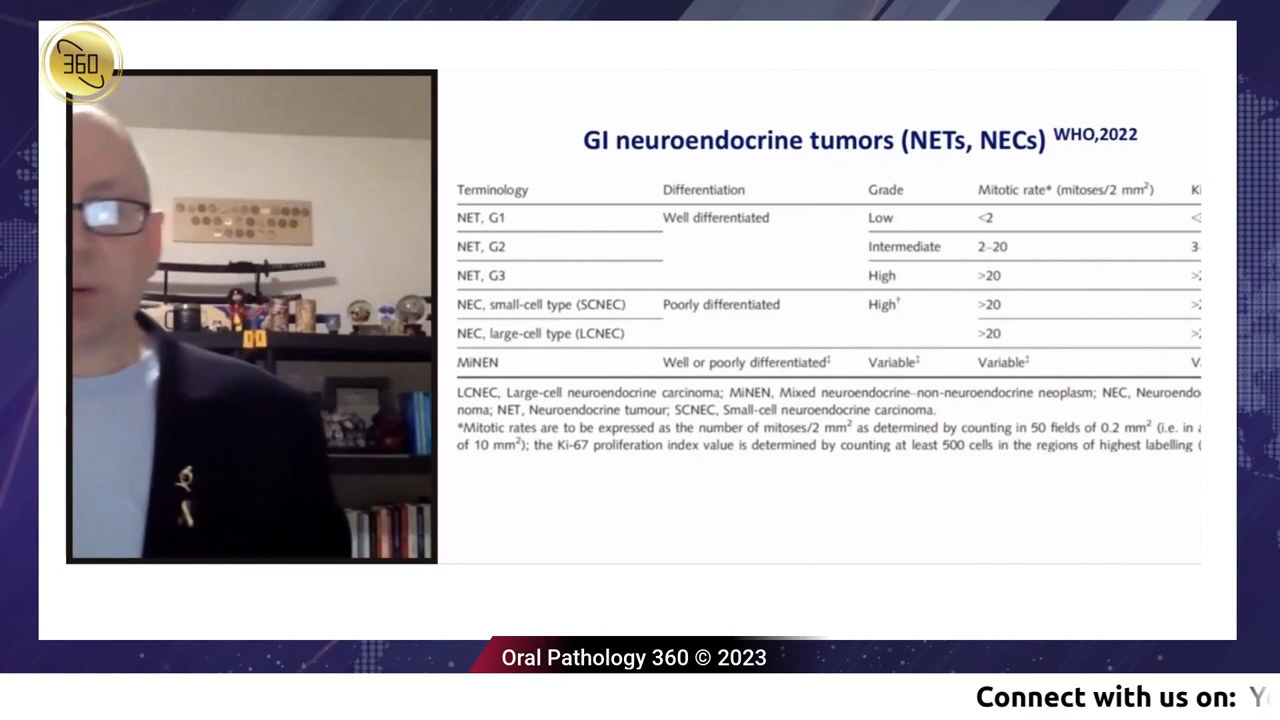 360
GI neuroendocrine tumors (NETs, NECs) WHO,2022
Terminology Differentiation Grade Mitotic rate* (mitoses/2 mm²)
NET, G1 Well differentiated Low <2
NET, G2 Intermediate 2–20 3-
NET, G3 High >20
NEC, small-cell type (SCNEC) Poorly differentiated High† >20
NEC, large-cell type (LCNEC) >20
MiNEN Well or poorly differentiated‡ Variable‡ Variable‡
LCNEC, Large-cell neuroendocrine carcinoma; MiNEN, Mixed neuroendocrine–non-neuroendocrine neoplasm; NEC, Neuroendo
noma; NET, Neuroendocrine tumour; SCNEC, Small-cell neuroendocrine carcinoma.
*Mitotic rates are to be expressed as the number of mitoses/2 mm² as determined by counting in 50 fields of 0.2 mm² (i.e. in a
of 10 mm²); the Ki-67 proliferation index value is determined by counting at least 500 cells in the regions of highest labelling (
Oral Pathology 360 © 2023
Connect with us on: